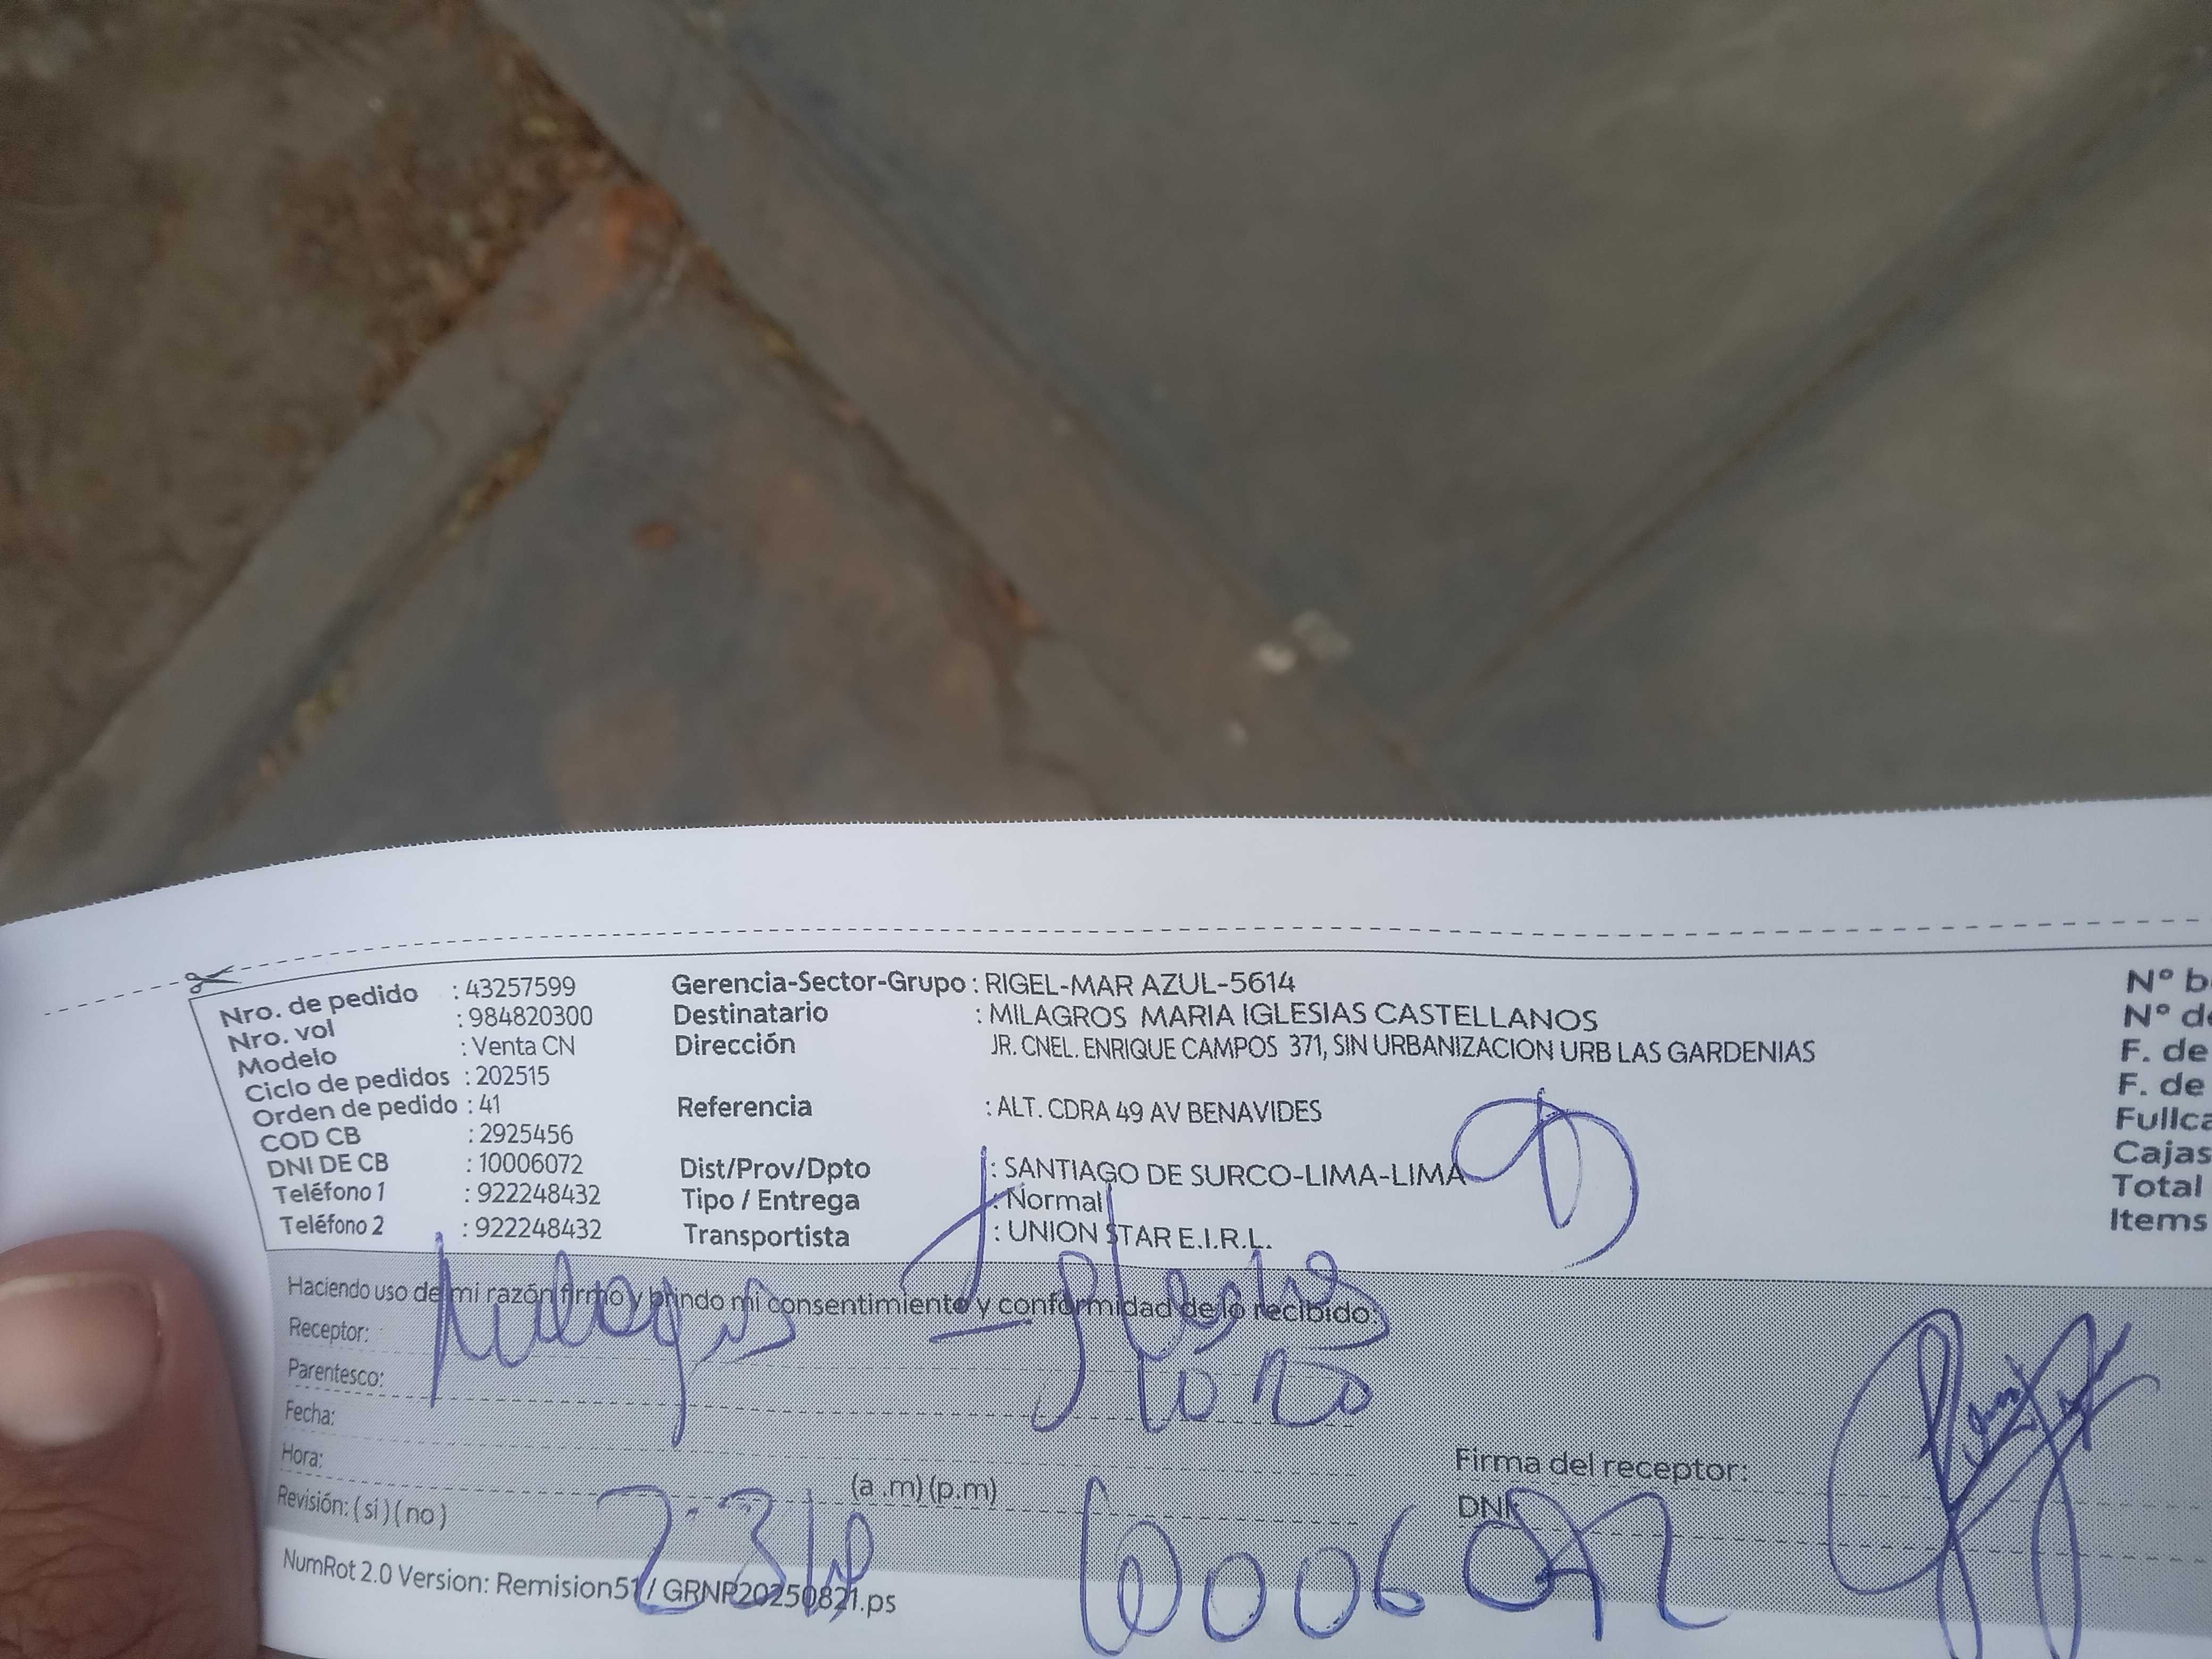 Nro. de pedido : 43257599
Nro. vol : 984820300
Modelo : Venta CN
Ciclo de pedidos : 202515
Orden de pedido : 41
COD CB : 2925456
DNI DE CB : 10006072
Teléfono 1 : 922248432
Teléfono 2 : 922248432
Gerencia-Sector-Grupo : RIGEL-MAR AZUL-5614
Destinatario : MILAGROS MARIA IGLESIAS CASTELLANOS
Dirección JR. CNEL. ENRIQUE CAMPOS 371, SIN URBANIZACION URB LAS GARDENIAS
Referencia : ALT. CDRA 49 AV BENAVIDES
Dist/Prov/Dpto : SANTIAGO DE SURCO-LIMA-LIMA
Tipo / Entrega : Normal
Transportista : UNION STAR E.I.R.L.
N° b
N° de
F. de
F. de
Fullca
Cajas
Total
Items
Haciendo uso de mi razón firmo y brindo mi consentimiento y conformidad de lo recibido.
Receptor: Milagros Iglesias
Parentesco:
Fecha:
Hora: (a .m) (p.m)
Revisión: ( si ) ( no )
Firma del receptor:
DNI:
NumRot 2.0 Version: Remision51 / GRNP20250821.ps